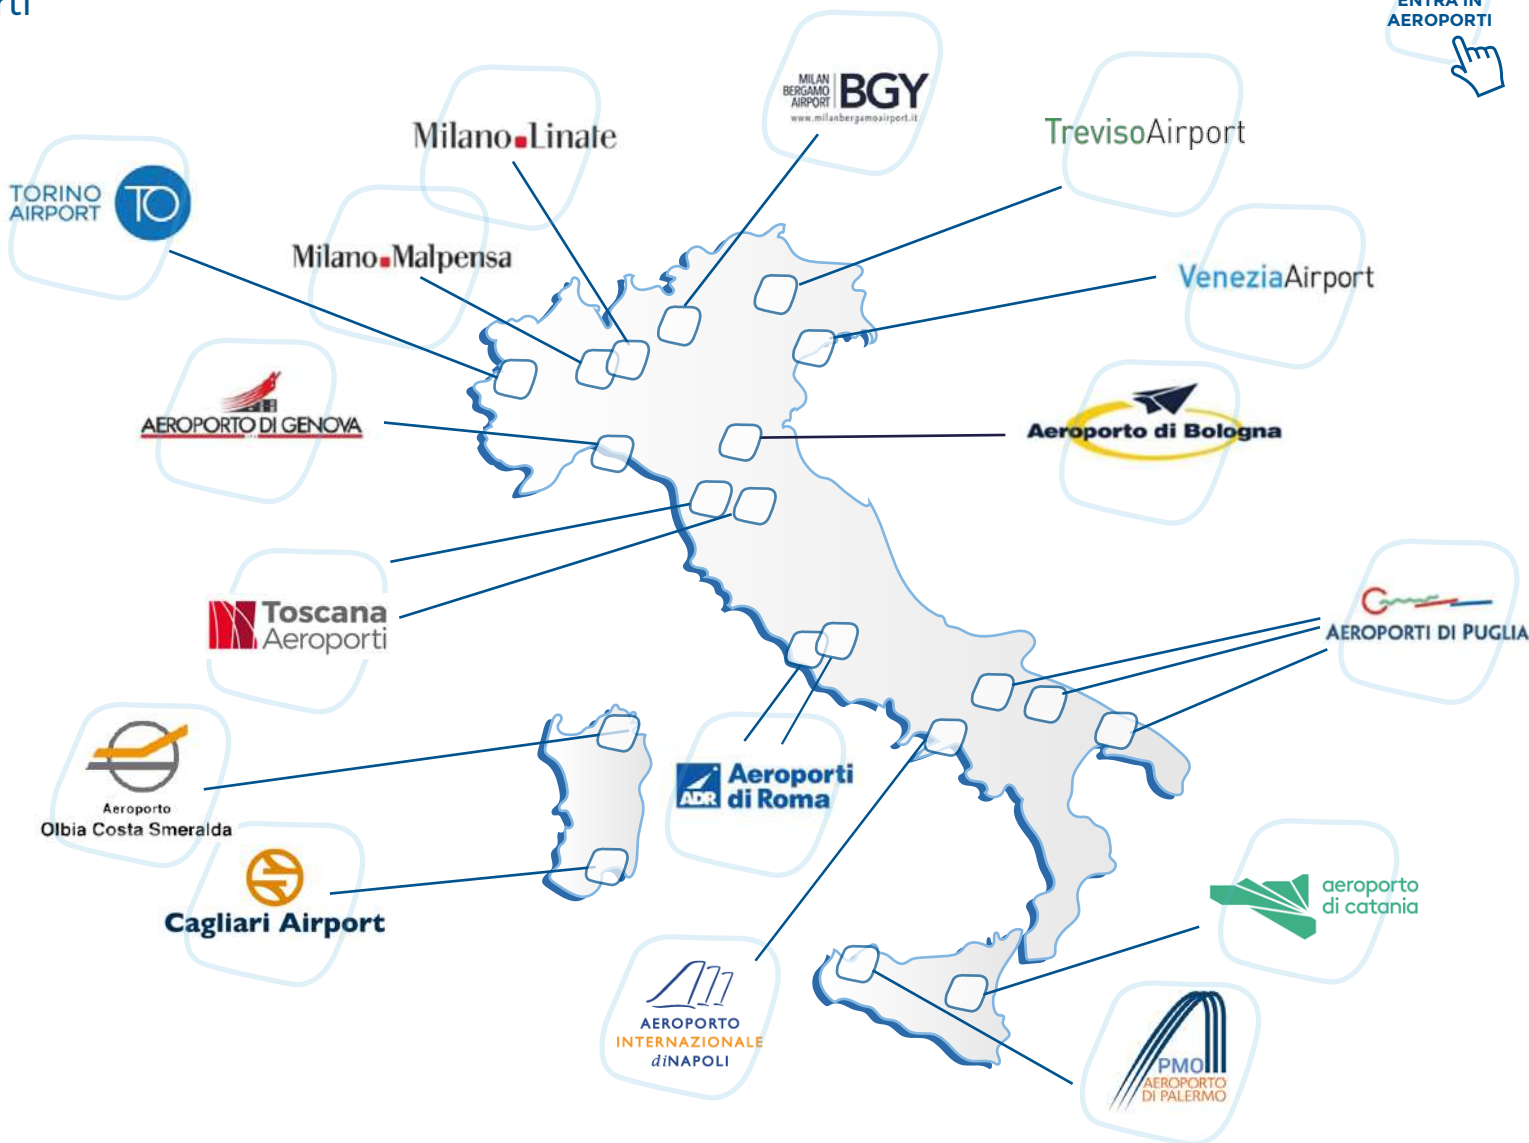 ENTRA IN
AEROPORTI
MILAN
BERGAMO
AIRPORT
BGY
www.milanbergamoairport.it
Milano Linate
TrevisoAirport
TORINO
AIRPORT
TO
Milano Malpensa
VeneziaAirport
AEROPORTO DI GENOVA
Aeroporto di Bologna
Toscana
Aeroporti
AEROPORTI DI PUGLIA
Aeroporto
Olbia Costa Smeralda
ADR
Aeroporti
di Roma
Cagliari Airport
aeroporto
di catania
AEROPORTO
INTERNAZIONALE
diNAPOLI
PMO
AEROPORTO
DI PALERMO